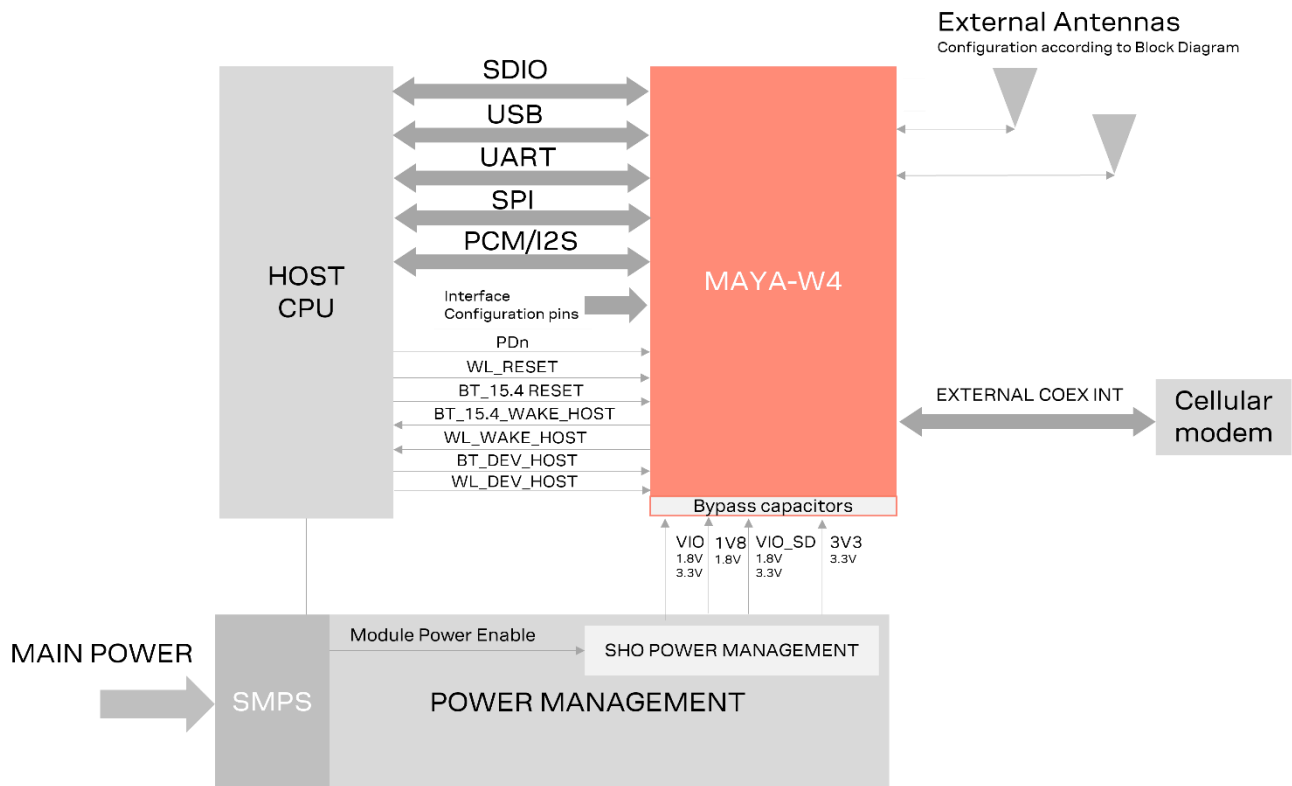 External Antennas
Configuration according to Block Diagram
SDIO
USB
UART
SPI
PCM/I2S
HOST
CPU
MAYA-W4
Interface
Configuration pins
PDn
WL_RESET
BT_15.4 RESET
BT_15.4_WAKE_HOST
WL_WAKE_HOST
BT_DEV_HOST
WL_DEV_HOST
EXTERNAL COEX INT
Cellular
modem
Bypass capacitors
VIO
1.8V
3.3V
1V8
1.8V
VIO_SD
1.8V
3.3V
3V3
3.3V
Module Power Enable
SHO POWER MANAGEMENT
MAIN POWER
SMPS
POWER MANAGEMENT